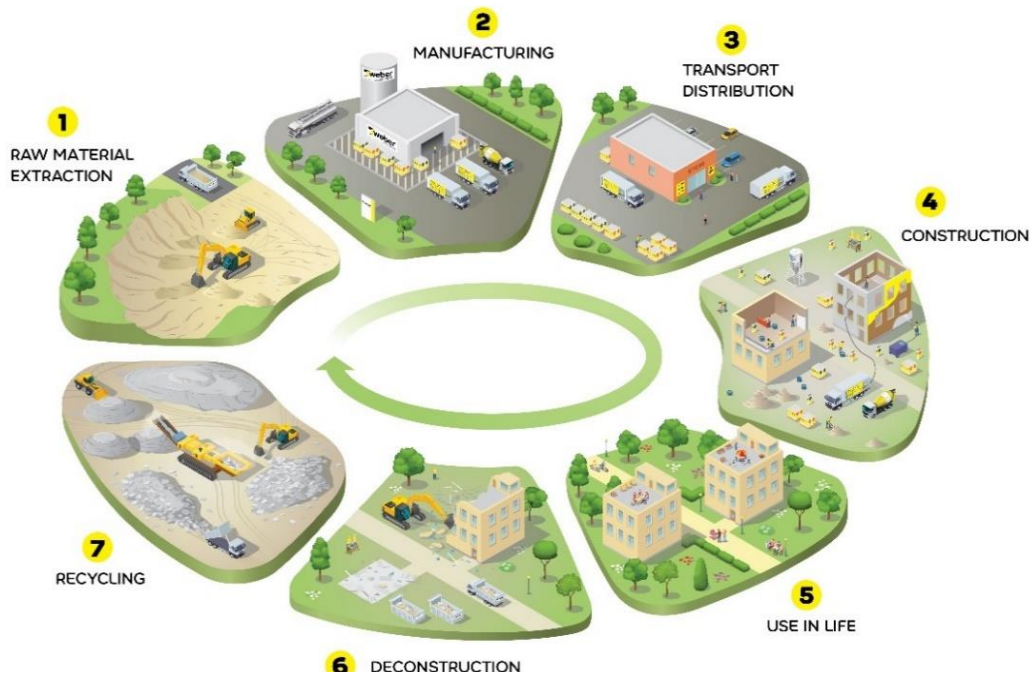 1
RAW MATERIAL
EXTRACTION
2
MANUFACTURING
weber
weber
3
TRANSPORT
DISTRIBUTION
4
CONSTRUCTION
5
USE IN LIFE
6 DECONSTRUCTION
7
RECYCLING